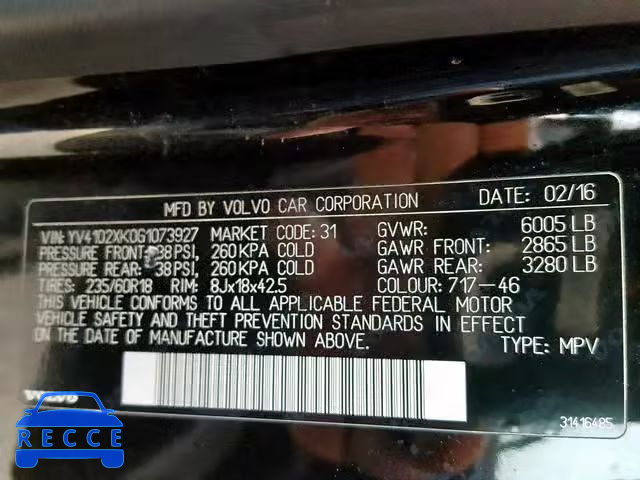 MFD BY VOLVO CAR CORPORATION DATE: 02/16
VIN: YV41D2XK0G1073927 MARKET CODE: 31 GVWR: 6005 LB
PRESSURE FRONT: 38 PSI, 260 KPA COLD GAWR FRONT: 2865 LB
PRESSURE REAR: 38 PSI, 260 KPA COLD GAWR REAR: 3280 LB
TIRES: 235/60R18 RIM: 8Jx18x42.5 COLOUR: 717-46
THIS VEHICLE CONFORMS TO ALL APPLICABLE FEDERAL MOTOR
VEHICLE SAFETY AND THEFT PREVENTION STANDARDS IN EFFECT
ON THE DATE OF MANUFACTURE SHOWN ABOVE. TYPE: MPV
VOLVO
31416485
RECCE